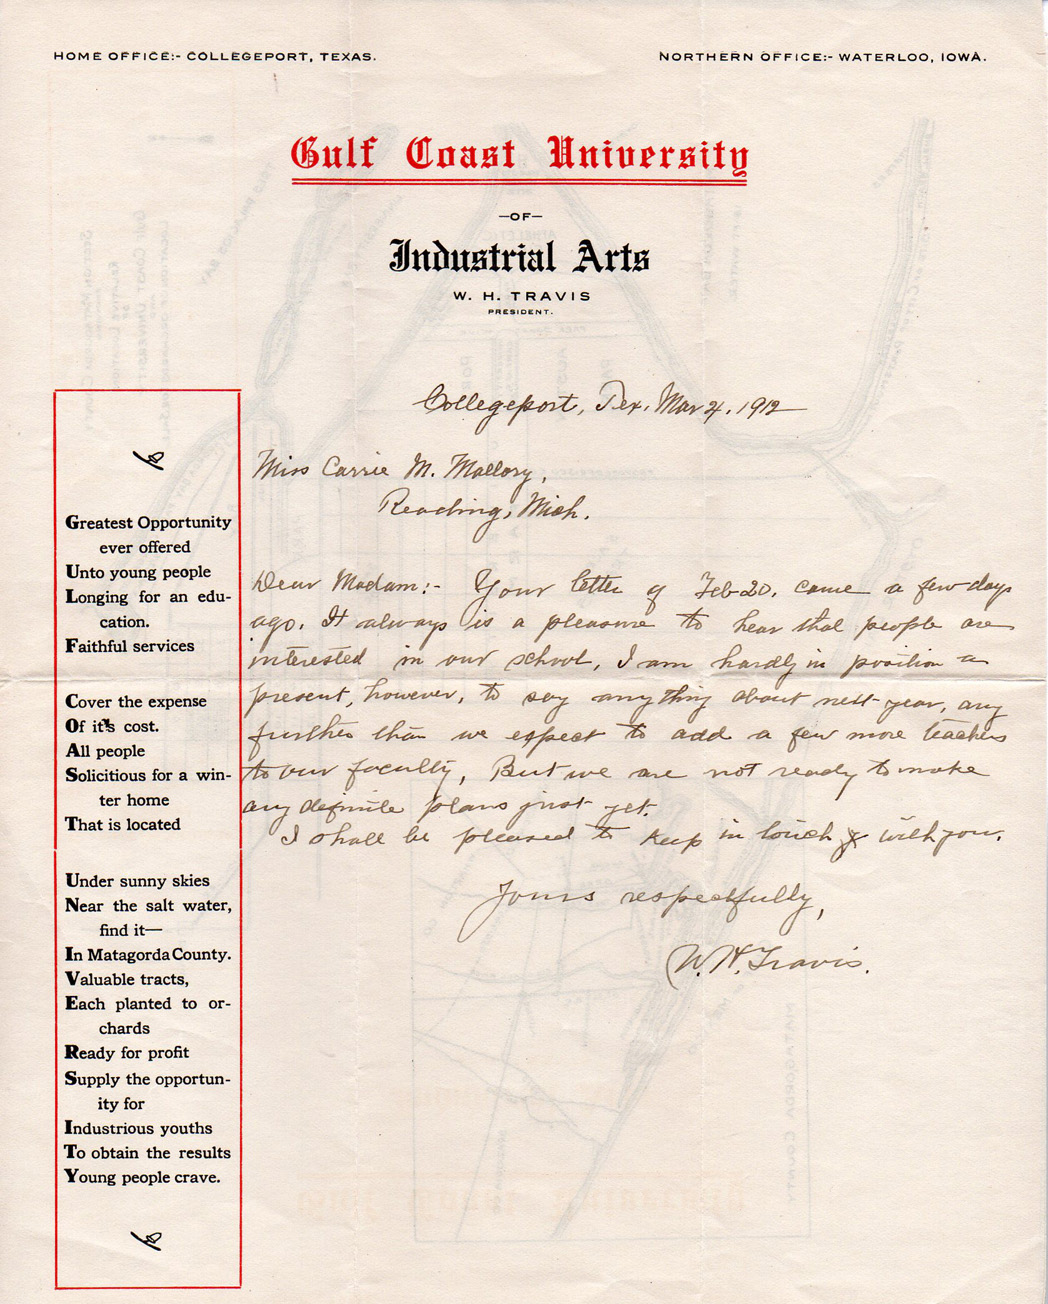 HOME OFFICE:- COLLEGEPORT, TEXAS.
NORTHERN OFFICE:- WATERLOO, IOWA.
Gulf Coast University
—OF—
Industrial Arts
W. H. TRAVIS
PRESIDENT.
Collegeport, Tex. Mar 4, 1912
Miss Carrie M. Mallory,
Reading, Mich.
Dear Madam:- Your letter of Feb 20, came a few days
ago. It always is a pleasure to hear that people are
interested in our school, I am hardly in position at
present, however, to say anything about next year, any
further than we expect to add a few more teachers
to our faculty, But we are not ready to make
any definite plans just yet.
I shall be pleased to keep in touch with you.
Yours respectfully,
W. H. Travis.
Greatest Opportunity
ever offered
Unto young people
Longing for an edu-
cation.
Faithful services
Cover the expense
Of it's cost.
All people
Solicitious for a win-
ter home
That is located
Under sunny skies
Near the salt water,
find it—
In Matagorda County.
Valuable tracts,
Each planted to or-
chards
Ready for profit
Supply the opportun-
ity for
Industrious youths
To obtain the results
Young people crave.